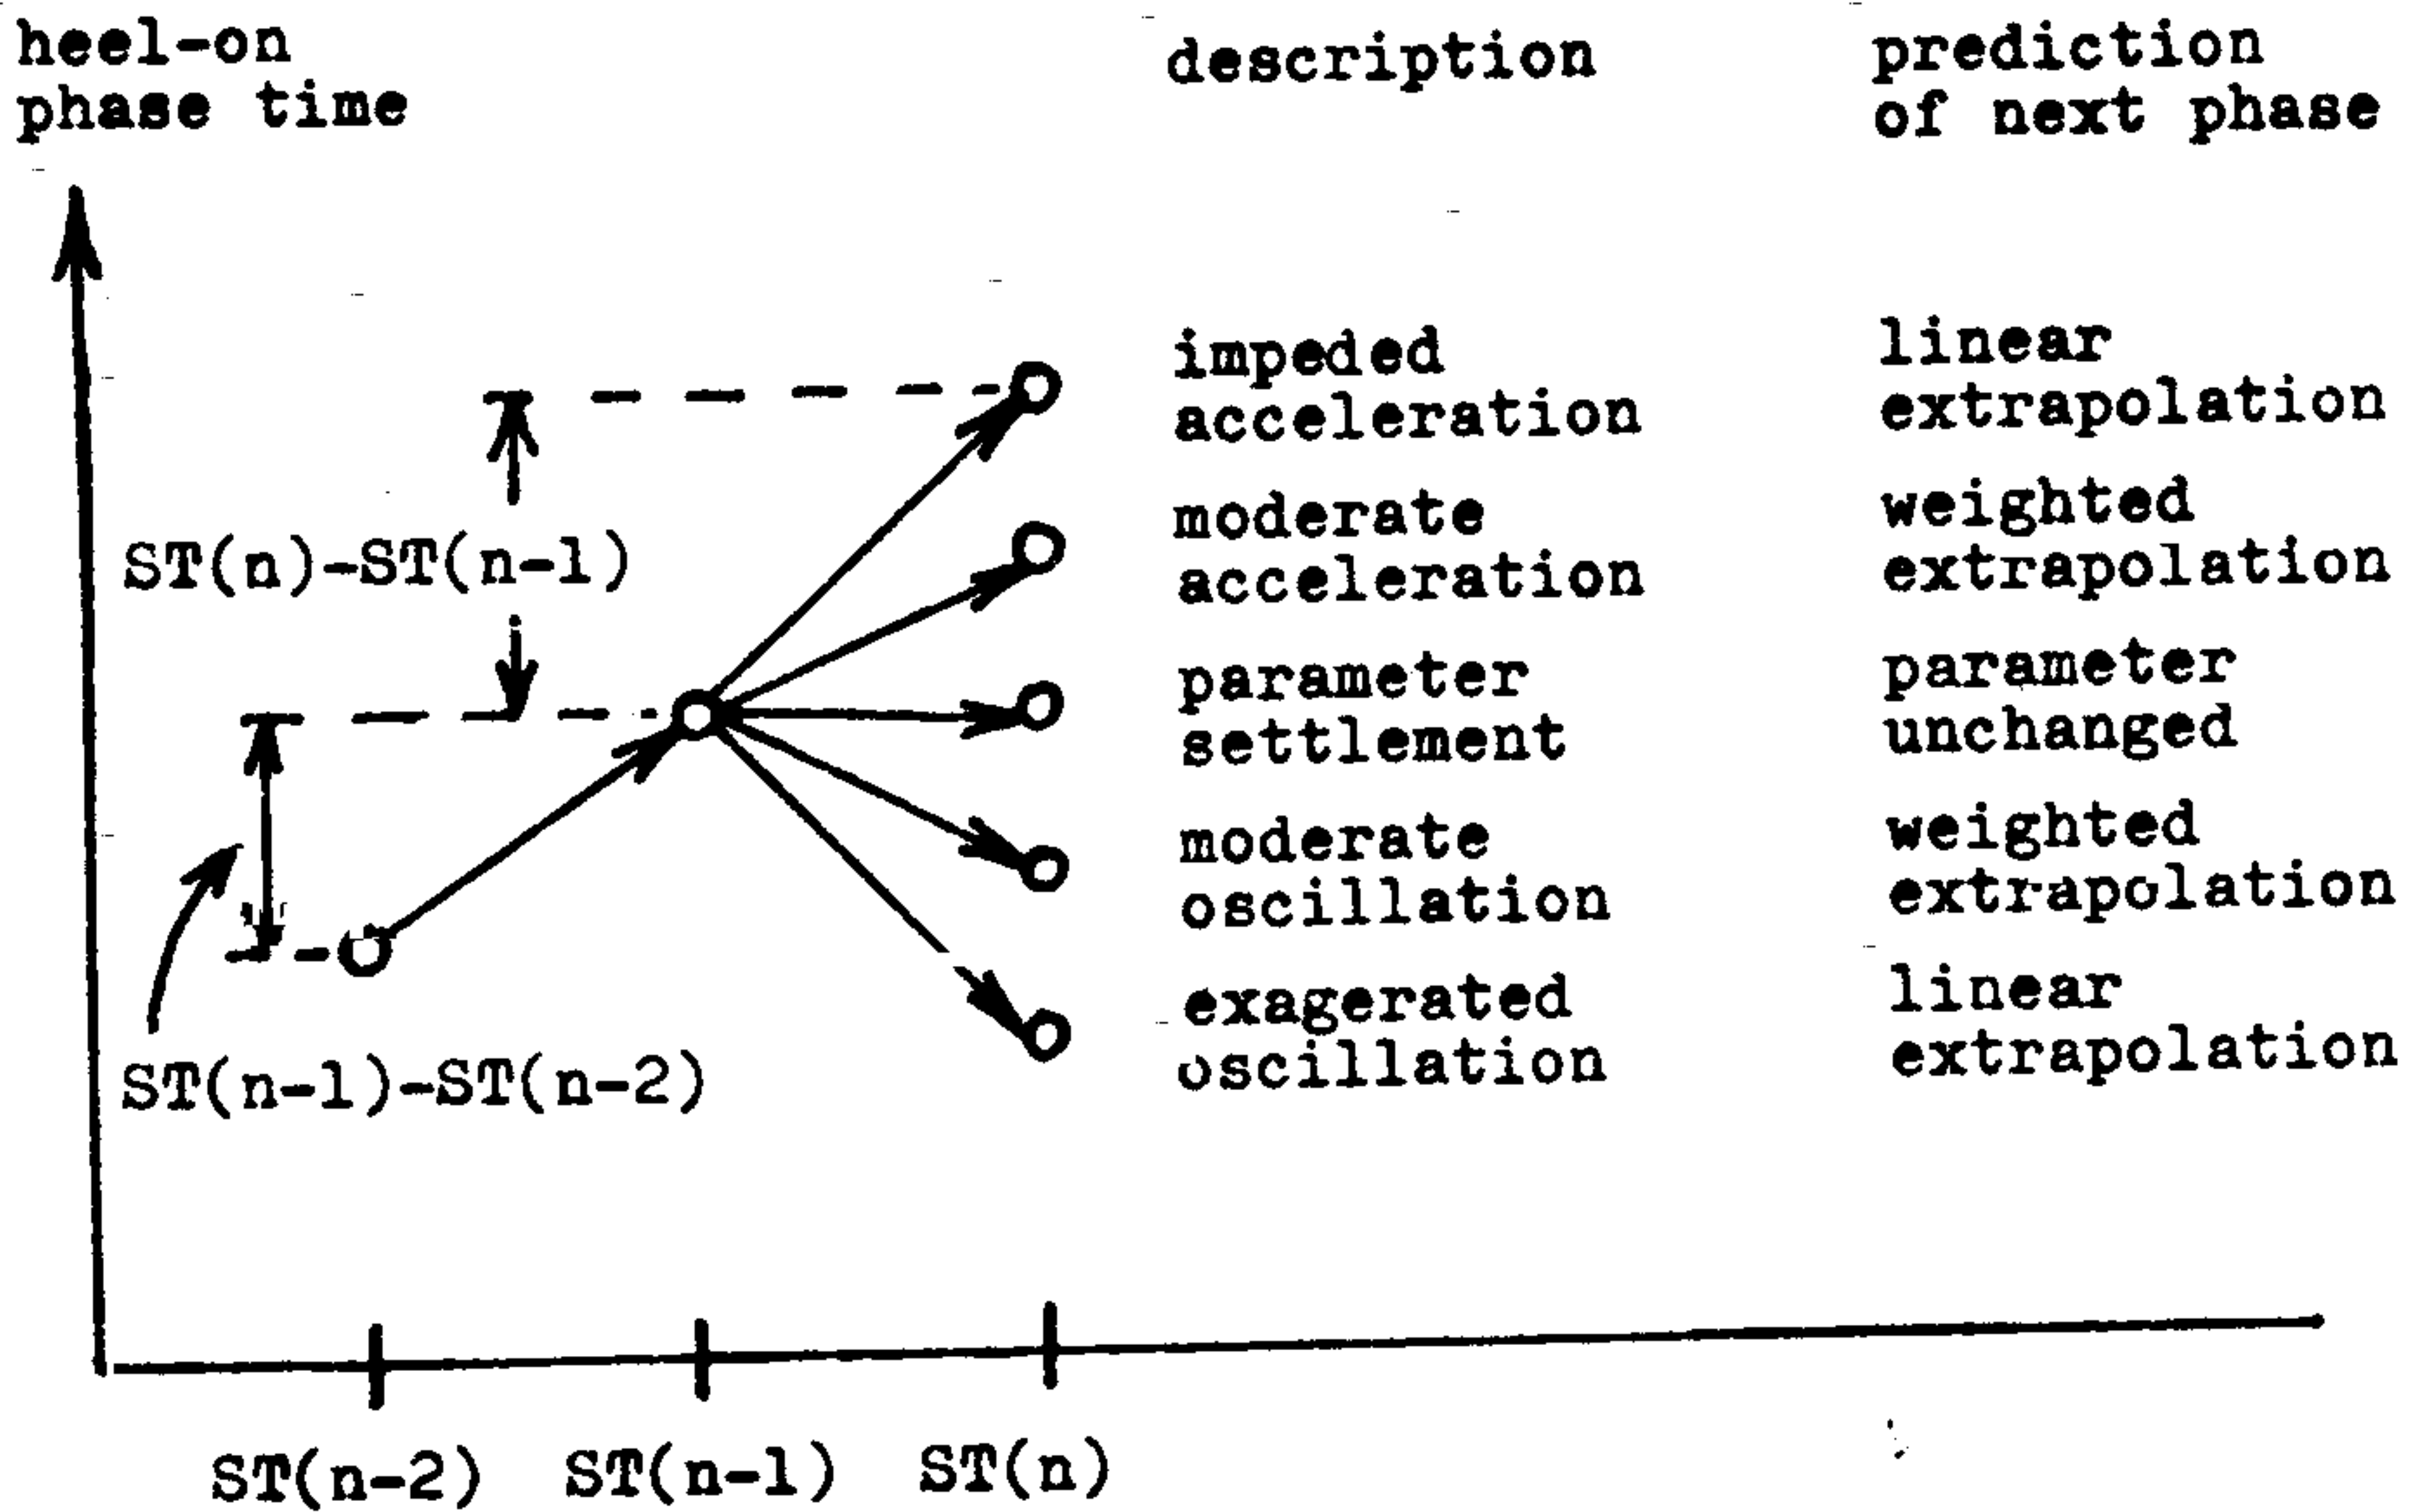 heel-on
phase time
description
prediction
of next phase
impeded
acceleration
linear
extrapolation
moderate
acceleration
weighted
extrapolation
ST(n)-ST(n-1)
parameter
settlement
parameter
unchanged
moderate
oscillation
weighted
extrapolation
exagerated
oscillation
linear
extrapolation
ST(n-1)-ST(n-2)
ST(n-2)
ST(n-1)
ST(n)